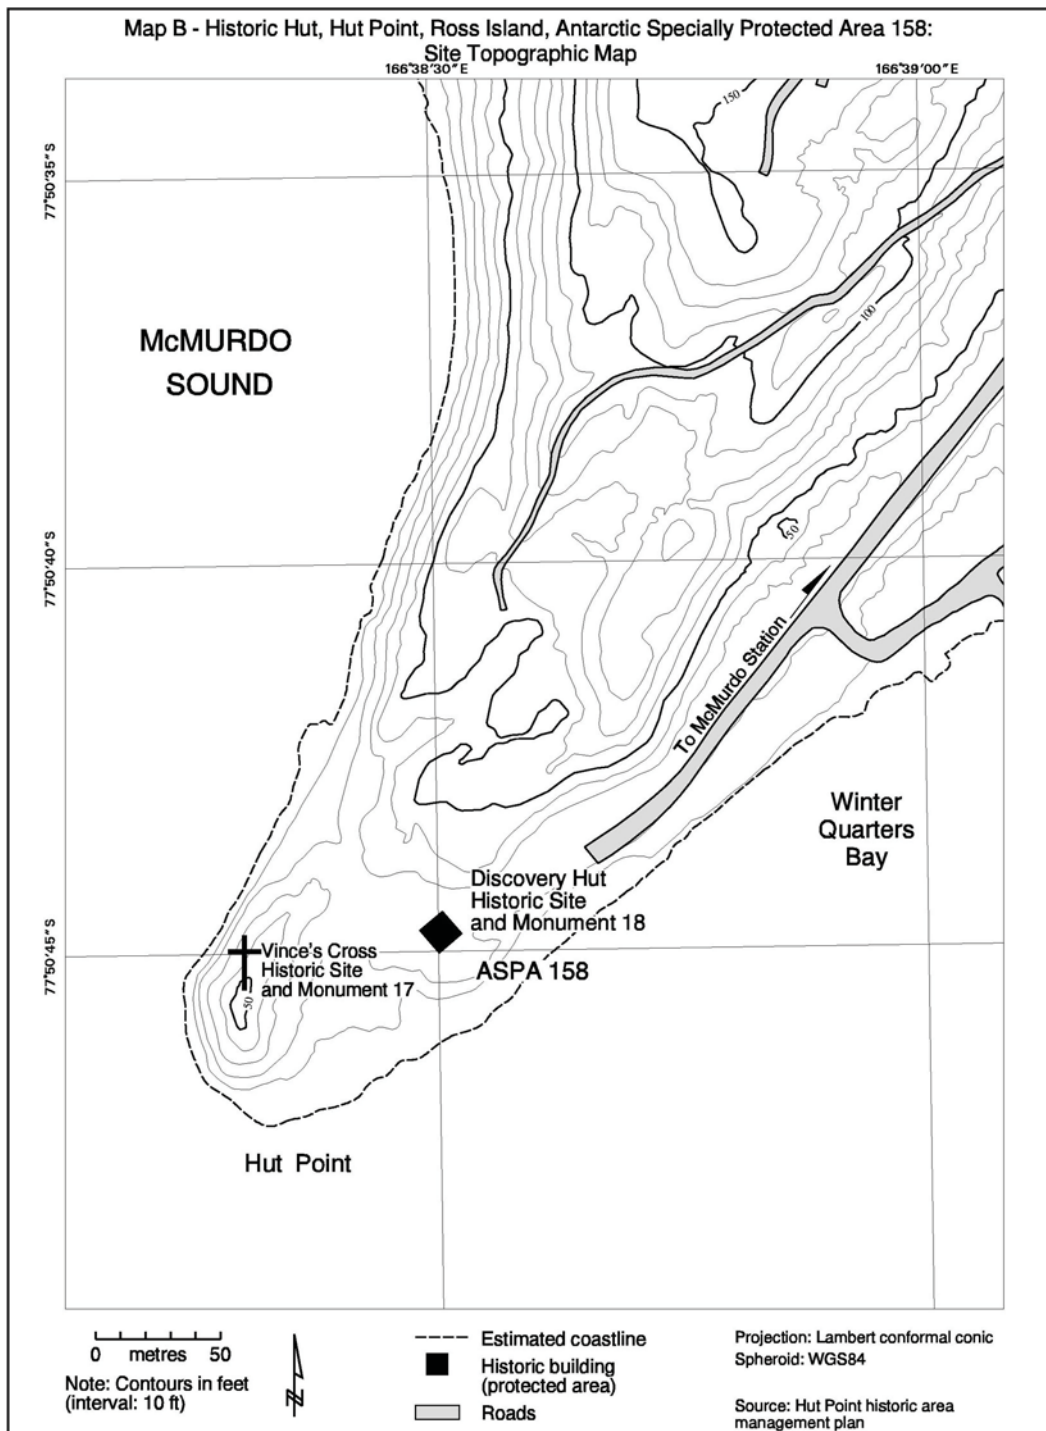 Map B - Historic Hut, Hut Point, Ross Island, Antarctic Specially Protected Area 158:
Site Topographic Map
166°38'30"E
166°39'00"E
77°50'35"S
77°50'40"S
77°50'45"S
150
100
50
50
McMURDO
SOUND
To McMurdo Station
Winter
Quarters
Bay
Discovery Hut
Historic Site
and Monument 18
ASPA 158
Vince's Cross
Historic Site
and Monument 17
Hut Point
0 metres 50
Note: Contours in feet
(interval: 10 ft)
N
Estimated coastline
Historic building
(protected area)
Roads
Projection: Lambert conformal conic
Spheroid: WGS84
Source: Hut Point historic area
management plan